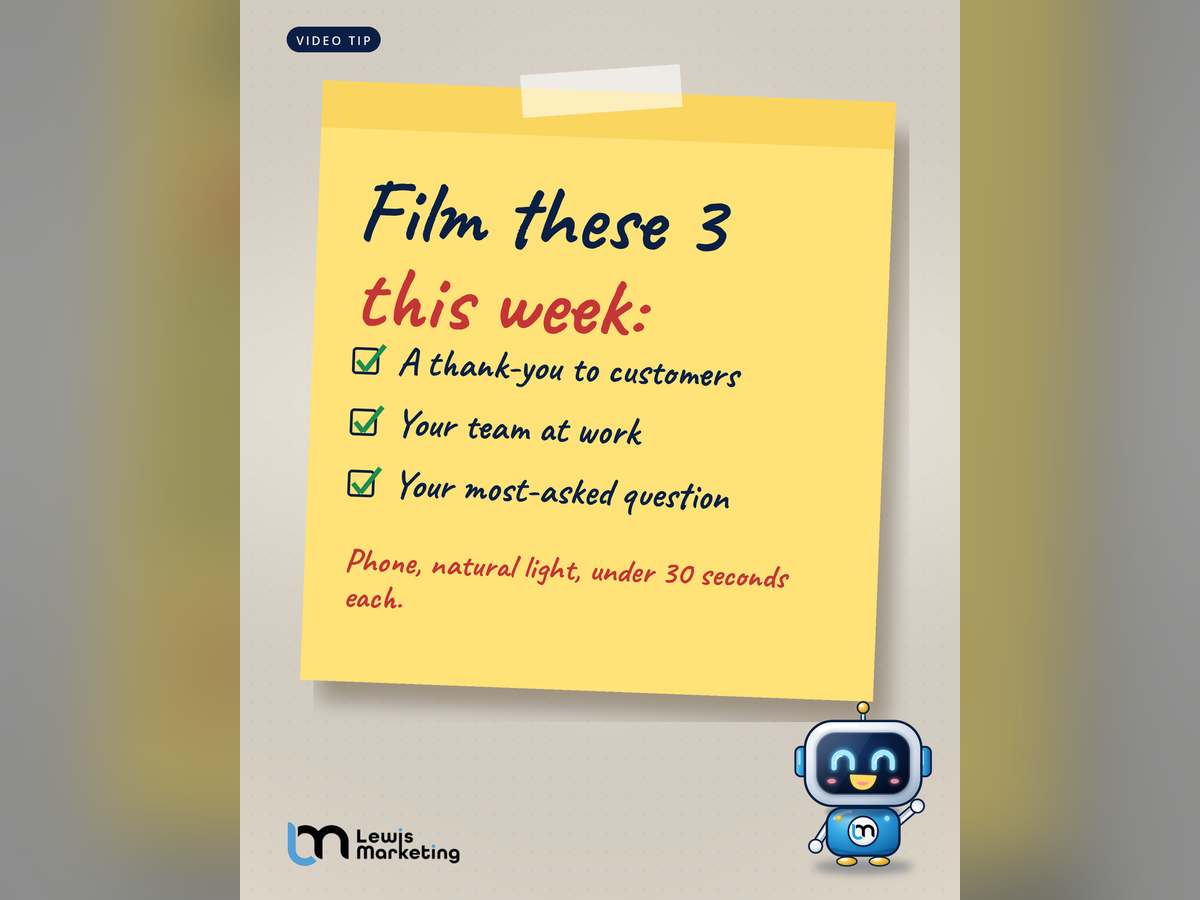 VIDEO TIP
Film these 3
this week:
A thank-you to customers
Your team at work
Your most-asked question
Phone, natural light, under 30 seconds
each.
Lewis
Marketing